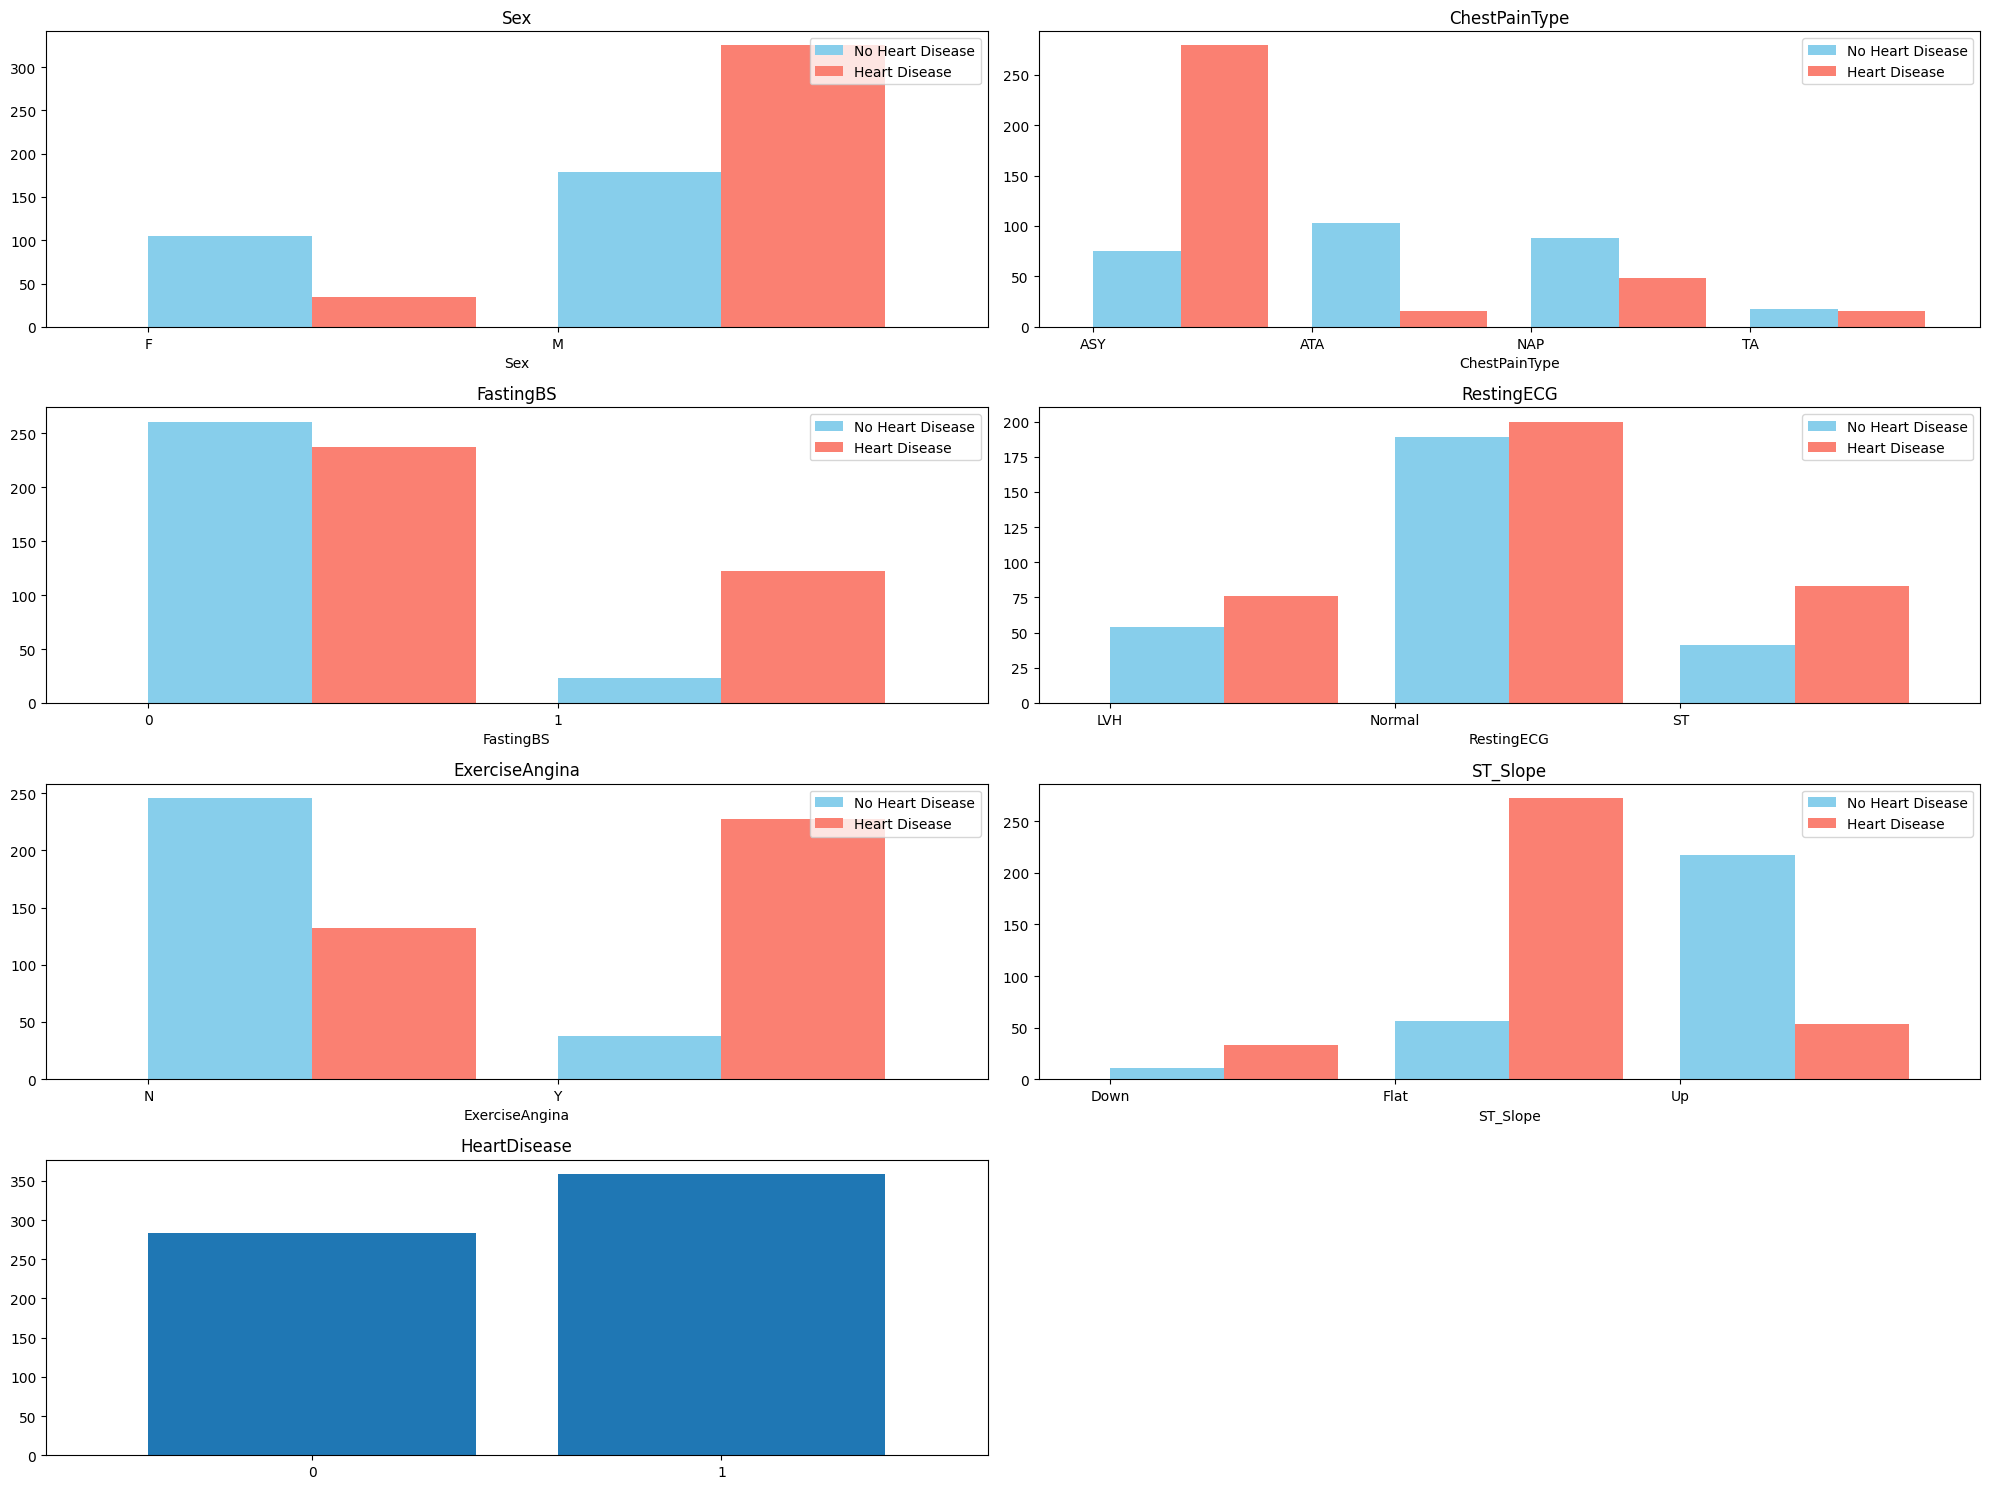 Sex
300
250
200
150
100
50
0
No Heart Disease
Heart Disease
F M
Sex
ChestPainType
250
200
150
100
50
0
No Heart Disease
Heart Disease
ASY ATA NAP TA
ChestPainType
FastingBS
250
200
150
100
50
0
No Heart Disease
Heart Disease
0 1
FastingBS
RestingECG
200
175
150
125
100
75
50
25
0
No Heart Disease
Heart Disease
LVH Normal ST
RestingECG
ExerciseAngina
250
200
150
100
50
0
No Heart Disease
Heart Disease
N Y
ExerciseAngina
ST_Slope
250
200
150
100
50
0
No Heart Disease
Heart Disease
Down Flat Up
ST_Slope
HeartDisease
350
300
250
200
150
100
50
0
0 1